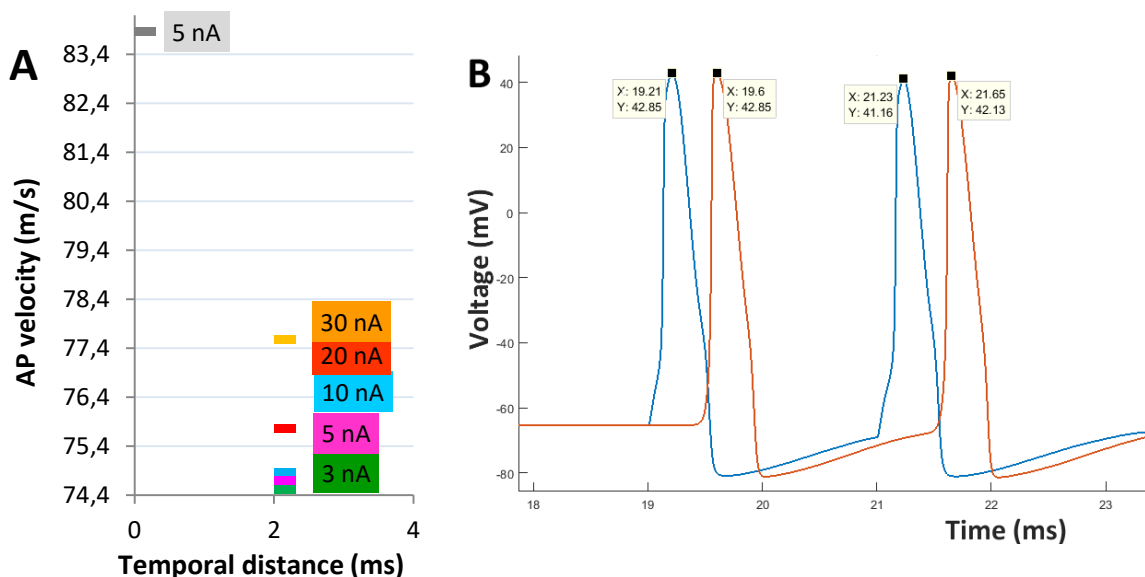 A
AP velocity (m/s)
83,4
82,4
81,4
80,4
79,4
78,4
77,4
76,4
75,4
74,4
5 nA
30 nA
20 nA
10 nA
5 nA
3 nA
0
2
4
Temporal distance (ms)
B
Voltage (mV)
40
20
0
-20
-40
-60
-80
X: 19.21
Y: 42.85
X: 19.6
Y: 42.85
X: 21.23
Y: 41.16
X: 21.65
Y: 42.13
18
19
20
21
22
23
Time (ms)